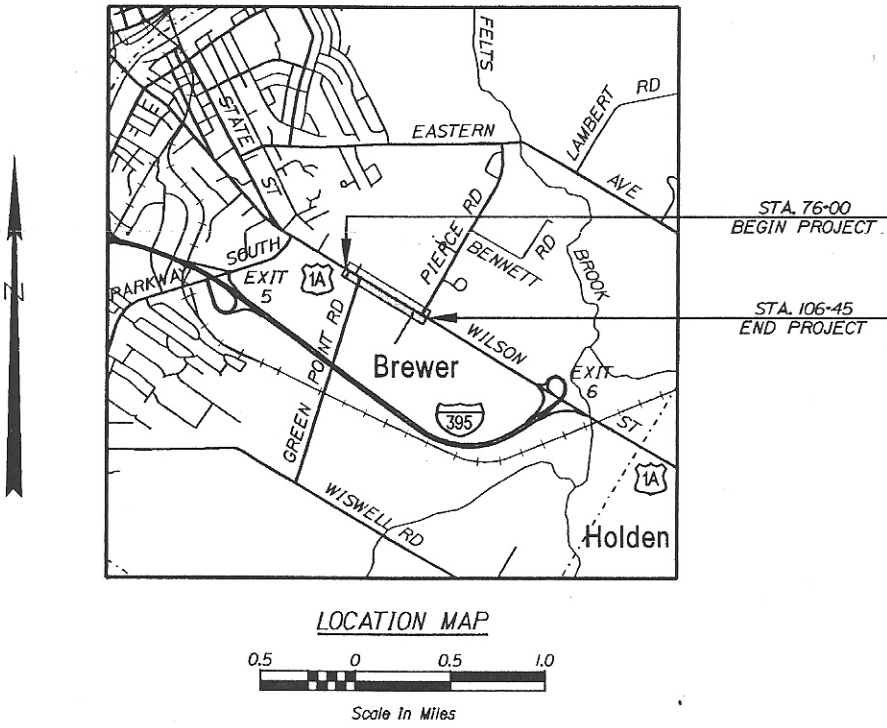 FELTS
LAMBERT RD
STATE ST
EASTERN
AVE
PIERCE RD
BENNETT RD
STA. 76+00
BEGIN PROJECT
SOUTH
PARKWAY
EXIT
5
1A
BROOK
POINT RD
STA. 106+45
END PROJECT
WILSON
Brewer
EXIT
6
395
GREEN
ST
1A
N
WISWELL RD
Holden
LOCATION MAP
0.5 0 0.5 1.0
Scale in Miles